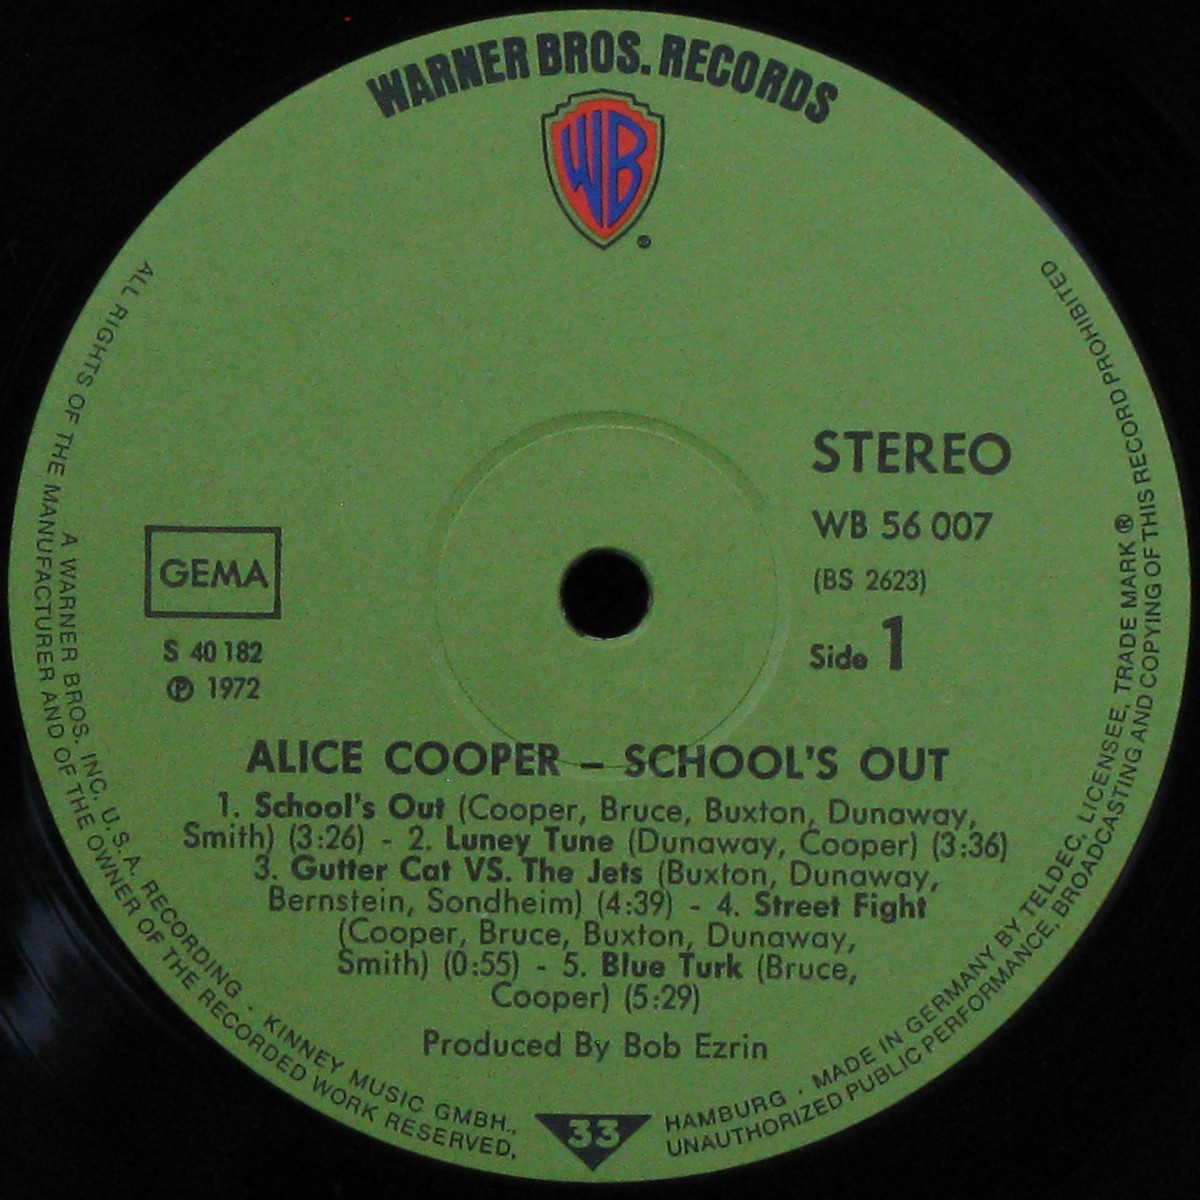 WARNER BROS. RECORDS
WB
®
STEREO
WB 56 007
(BS 2623)
Side 1
GEMA
S 40 182
℗ 1972
ALICE COOPER – SCHOOL'S OUT
1. School's Out (Cooper, Bruce, Buxton, Dunaway,
Smith) (3:26) - 2. Luney Tune (Dunaway, Cooper) (3:36)
3. Gutter Cat VS. The Jets (Buxton, Dunaway,
Bernstein, Sondheim) (4:39) - 4. Street Fight
(Cooper, Bruce, Buxton, Dunaway,
Smith) (0:55) - 5. Blue Turk (Bruce,
Cooper) (5:29)
Produced By Bob Ezrin
33
A WARNER BROS. INC. U.S.A. RECORDING · KINNEY MUSIC GMBH., HAMBURG · MADE IN GERMANY BY TELDEC, LICENSEE, TRADE MARK ®
ALL RIGHTS OF THE MANUFACTURER AND OF THE OWNER OF THE RECORDED WORK RESERVED, UNAUTHORIZED PUBLIC PERFORMANCE, BROADCASTING AND COPYING OF THIS RECORD PROHIBITED